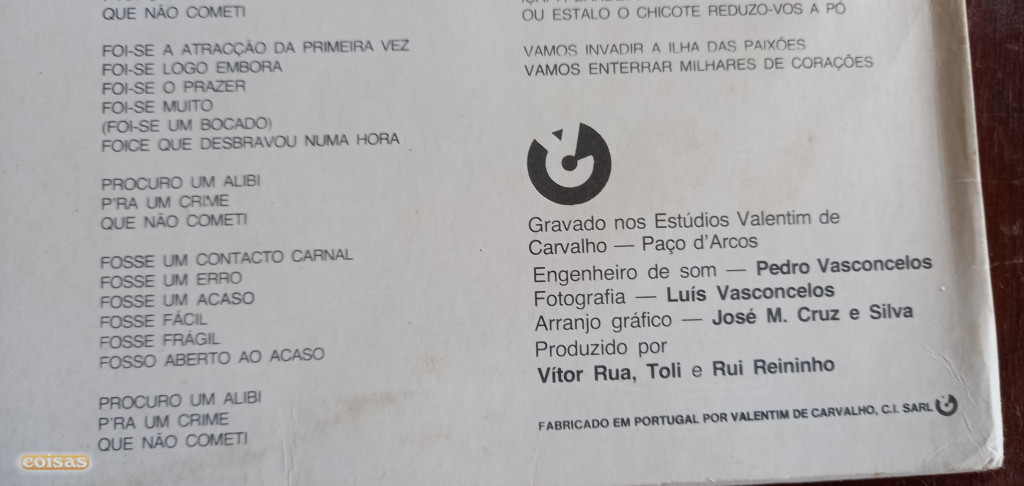 QUE NÃO COMETI
FOI-SE A ATRACÇÃO DA PRIMEIRA VEZ
FOI-SE LOGO EMBORA
FOI-SE O PRAZER
FOI-SE MUITO
(FOI-SE UM BOCADO)
FOICE QUE DESBRAVOU NUMA HORA
PROCURO UM ALIBI
P'RA UM CRIME
QUE NÃO COMETI
FOSSE UM CONTACTO CARNAL
FOSSE UM ERRO
FOSSE UM ACASO
FOSSE FÁCIL
FOSSE FRÁGIL
FOSSO ABERTO AO ACASO
PROCURO UM ALIBI
P'RA UM CRIME
QUE NÃO COMETI
OU ESTALO O CHICOTE REDUZO-VOS A PÓ
VAMOS INVADIR A ILHA DAS PAIXÕES
VAMOS ENTERRAR MILHARES DE CORAÇÕES
Gravado nos Estúdios Valentim de
Carvalho — Paço d'Arcos
Engenheiro de som — Pedro Vasconcelos
Fotografia — Luís Vasconcelos
Arranjo gráfico — José M. Cruz e Silva
Produzido por
Vítor Rua, Toli e Rui Reininho
FABRICADO EM PORTUGAL POR VALENTIM DE CARVALHO, C.I. SARL
coisas